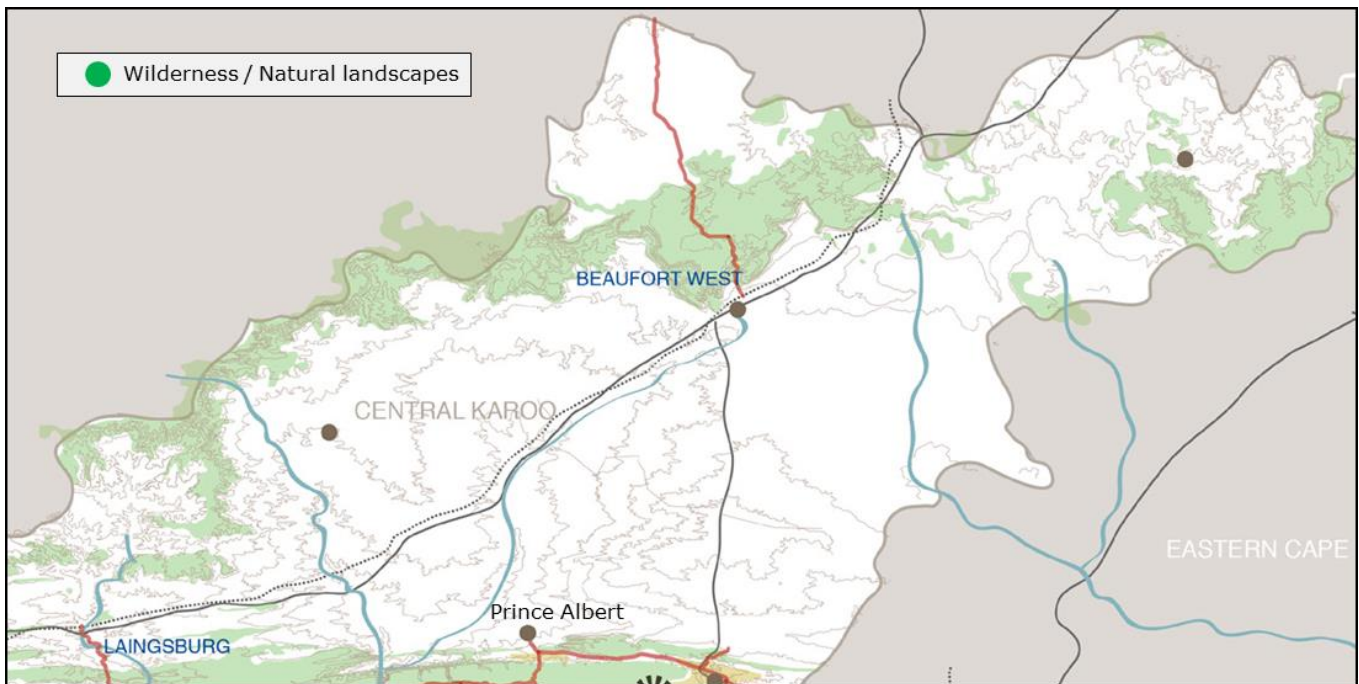 Wilderness / Natural landscapes
BEAUFORT WEST
CENTRAL KAROO
EASTERN CAPE
Prince Albert
LAINGSBURG